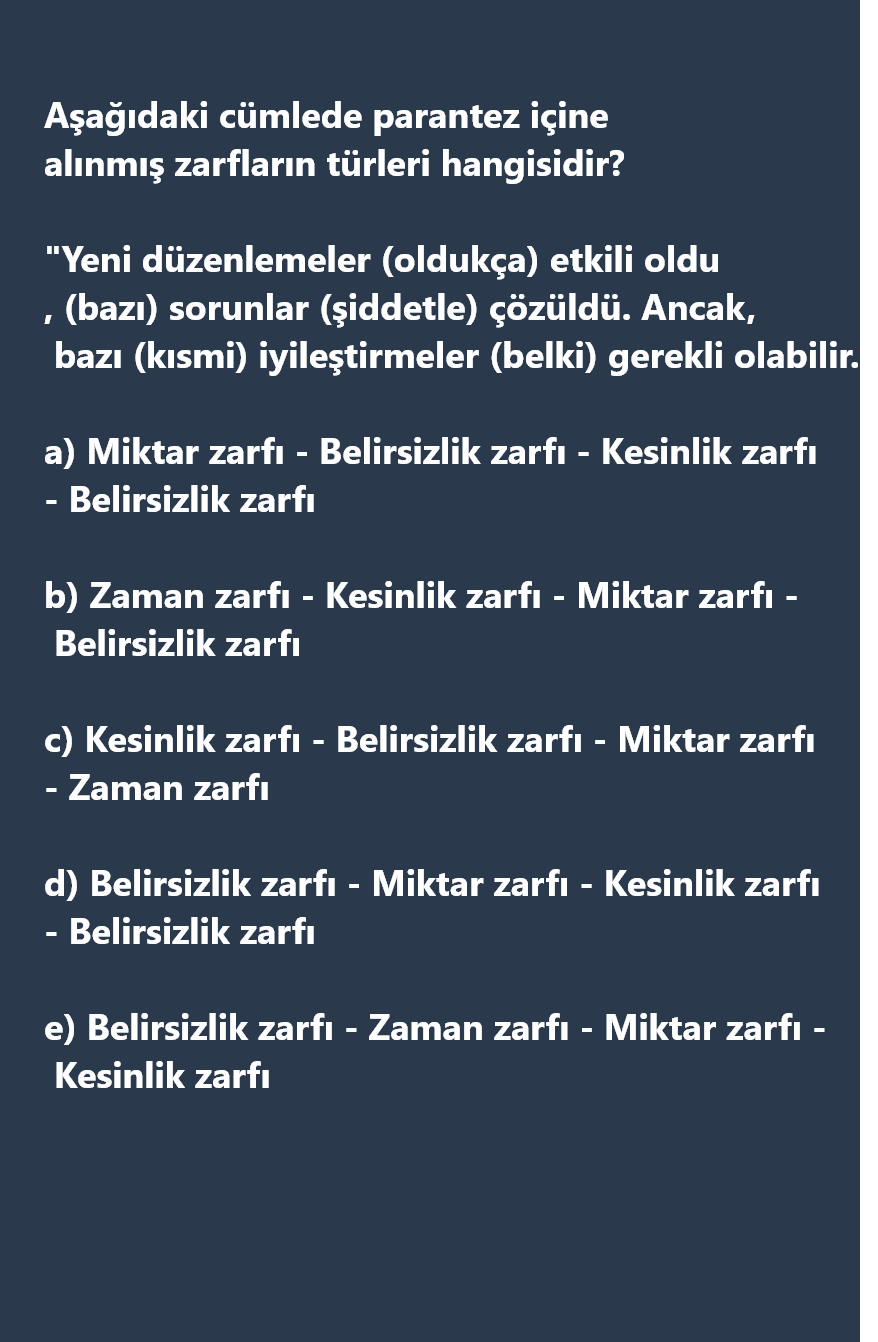 Aşağıdaki cümlede parantez içine
alınmış zarfların türleri hangisidir?
"Yeni düzenlemeler (oldukça) etkili oldu
, (bazı) sorunlar (şiddetle) çözüldü. Ancak,
bazı (kısmi) iyileştirmeler (belki) gerekli olabilir.
a) Miktar zarfı - Belirsizlik zarfı - Kesinlik zarfı
- Belirsizlik zarfı
b) Zaman zarfı - Kesinlik zarfı - Miktar zarfı -
Belirsizlik zarfı
c) Kesinlik zarfı - Belirsizlik zarfı - Miktar zarfı
- Zaman zarfı
d) Belirsizlik zarfı - Miktar zarfı - Kesinlik zarfı
- Belirsizlik zarfı
e) Belirsizlik zarfı - Zaman zarfı - Miktar zarfı -
Kesinlik zarfı